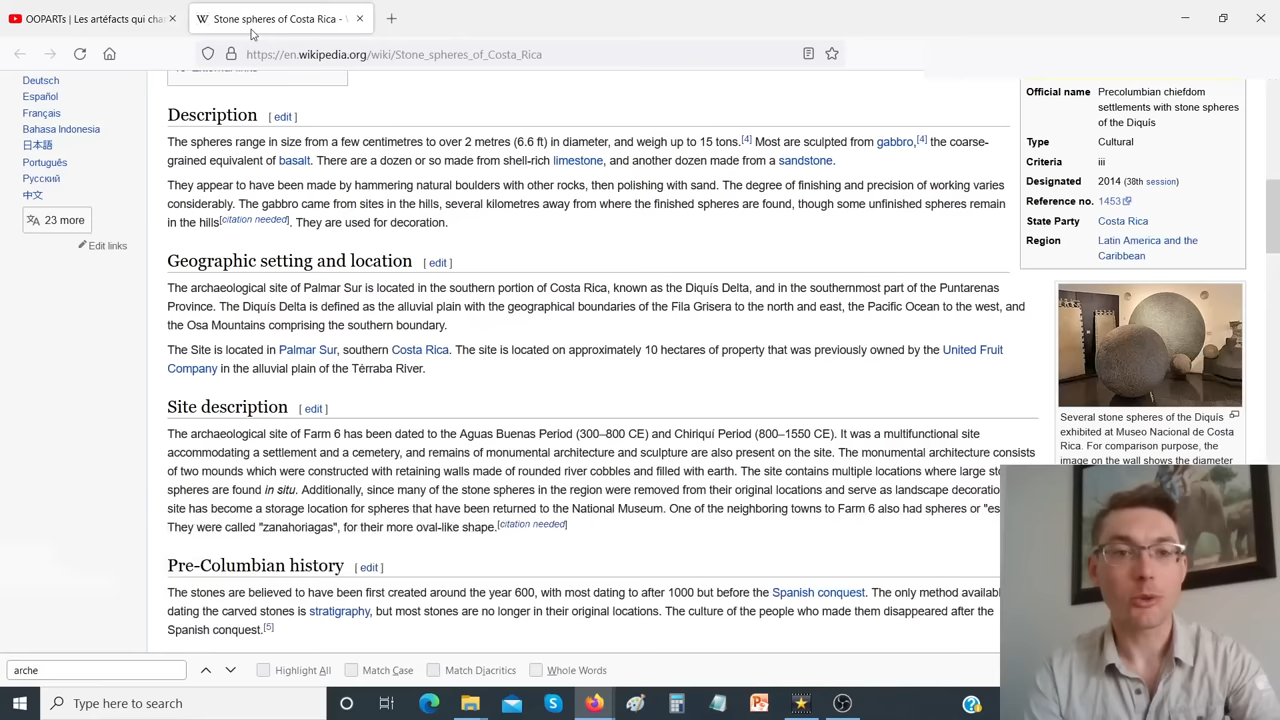 OOPARTs | Les artéfacts qui cha
Stone spheres of Costa Rica -
https://en.wikipedia.org/wiki/Stone_spheres_of_Costa_Rica
Deutsch
Español
Français
Bahasa Indonesia
日本語
Português
Русский
中文
23 more
Edit links
Description [ edit ]
The spheres range in size from a few centimetres to over 2 metres (6.6 ft) in diameter, and weigh up to 15 tons.[4] Most are sculpted from gabbro,[4] the coarse-
grained equivalent of basalt. There are a dozen or so made from shell-rich limestone, and another dozen made from a sandstone.
They appear to have been made by hammering natural boulders with other rocks, then polishing with sand. The degree of finishing and precision of working varies
considerably. The gabbro came from sites in the hills, several kilometres away from where the finished spheres are found, though some unfinished spheres remain
in the hills[citation needed]. They are used for decoration.
Geographic setting and location [ edit ]
The archaeological site of Palmar Sur is located in the southern portion of Costa Rica, known as the Diquís Delta, and in the southernmost part of the Puntarenas
Province. The Diquís Delta is defined as the alluvial plain with the geographical boundaries of the Fila Grisera to the north and east, the Pacific Ocean to the west, and
the Osa Mountains comprising the southern boundary.
The Site is located in Palmar Sur, southern Costa Rica. The site is located on approximately 10 hectares of property that was previously owned by the United Fruit
Company in the alluvial plain of the Térraba River.
Site description [ edit ]
The archaeological site of Farm 6 has been dated to the Aguas Buenas Period (300–800 CE) and Chiriquí Period (800–1550 CE). It was a multifunctional site
accommodating a settlement and a cemetery, and remains of monumental architecture and sculpture are also present on the site. The monumental architecture consists
of two mounds which were constructed with retaining walls made of rounded river cobbles and filled with earth. The site contains multiple locations where large sto
spheres are found in situ. Additionally, since many of the stone spheres in the region were removed from their original locations and serve as landscape decoratio
site has become a storage location for spheres that have been returned to the National Museum. One of the neighboring towns to Farm 6 also had spheres or "es
They were called "zanahoriagas", for their more oval-like shape.[citation needed]
Pre-Columbian history [ edit ]
The stones are believed to have been first created around the year 600, with most dating to after 1000 but before the Spanish conquest. The only method availab
dating the carved stones is stratigraphy, but most stones are no longer in their original locations. The culture of the people who made them disappeared after the
Spanish conquest.[5]
Official name Precolumbian chiefdom
settlements with stone spheres
of the Diquís
Type Cultural
Criteria iii
Designated 2014 (38th session)
Reference no. 1453
State Party Costa Rica
Region Latin America and the
Caribbean
Several stone spheres of the Diquís
exhibited at Museo Nacional de Costa
Rica. For comparison purpose, the
image on the wall shows the diameter
arche
Highlight All
Match Case
Match Diacritics
Whole Words
Type here to search